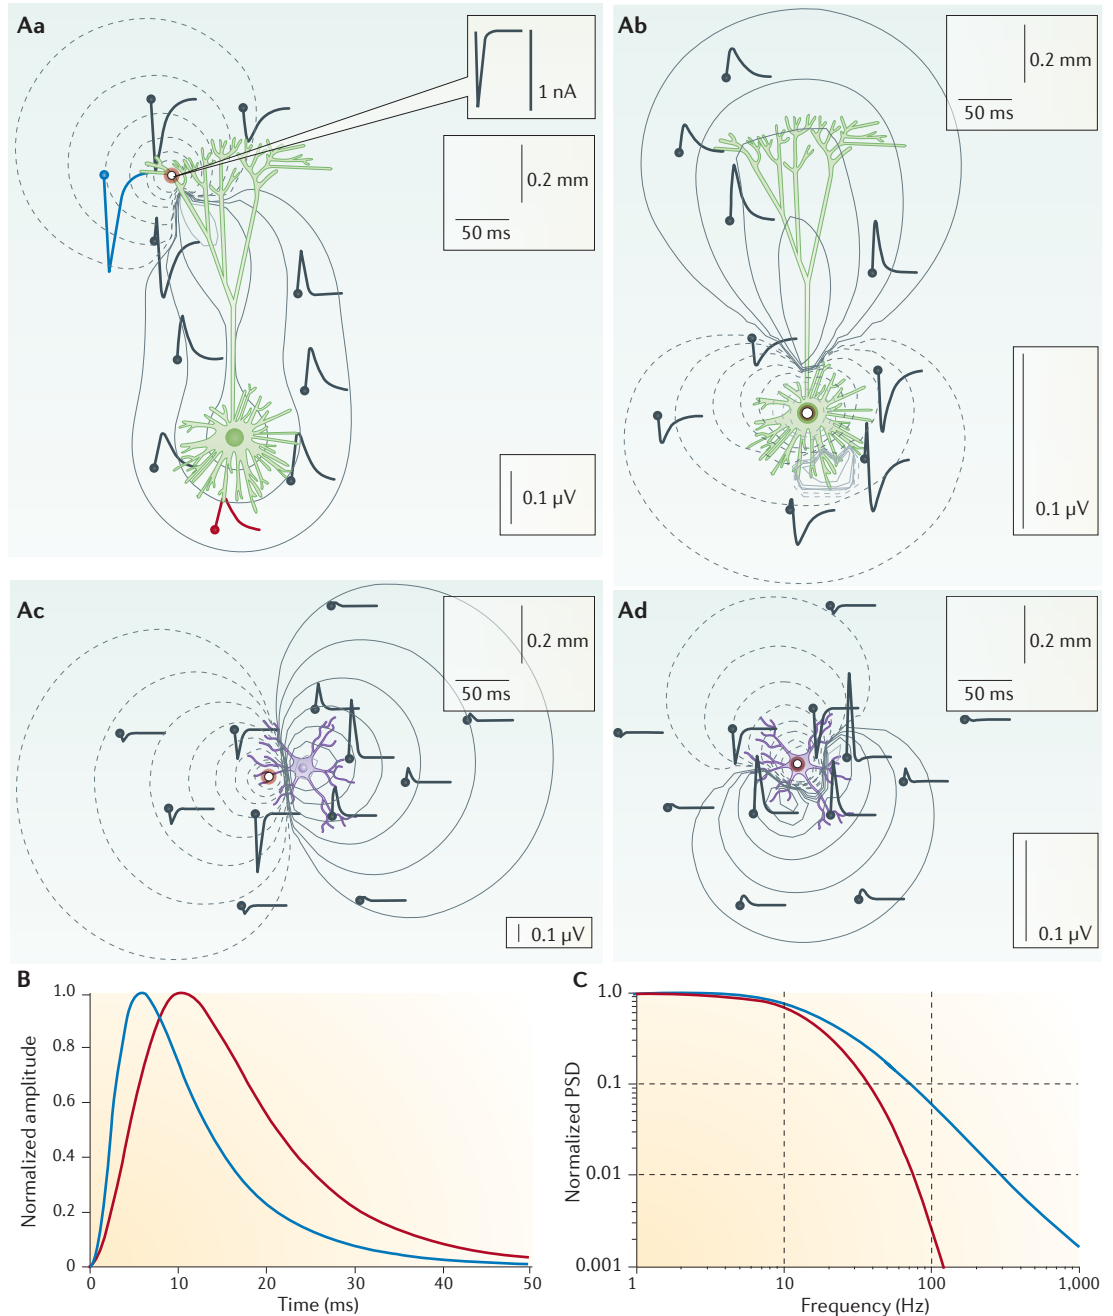 Aa
1 nA
0.2 mm
50 ms
0.1 µV
Ab
0.2 mm
50 ms
0.1 µV
Ac
0.2 mm
50 ms
0.1 µV
Ad
0.2 mm
50 ms
0.1 µV
B
Normalized amplitude
1.0
0.8
0.6
0.4
0.2
0
0 10 20 30 40 50
Time (ms)
C
Normalized PSD
1.0
0.1
0.01
0.001
1 10 100 1,000
Frequency (Hz)